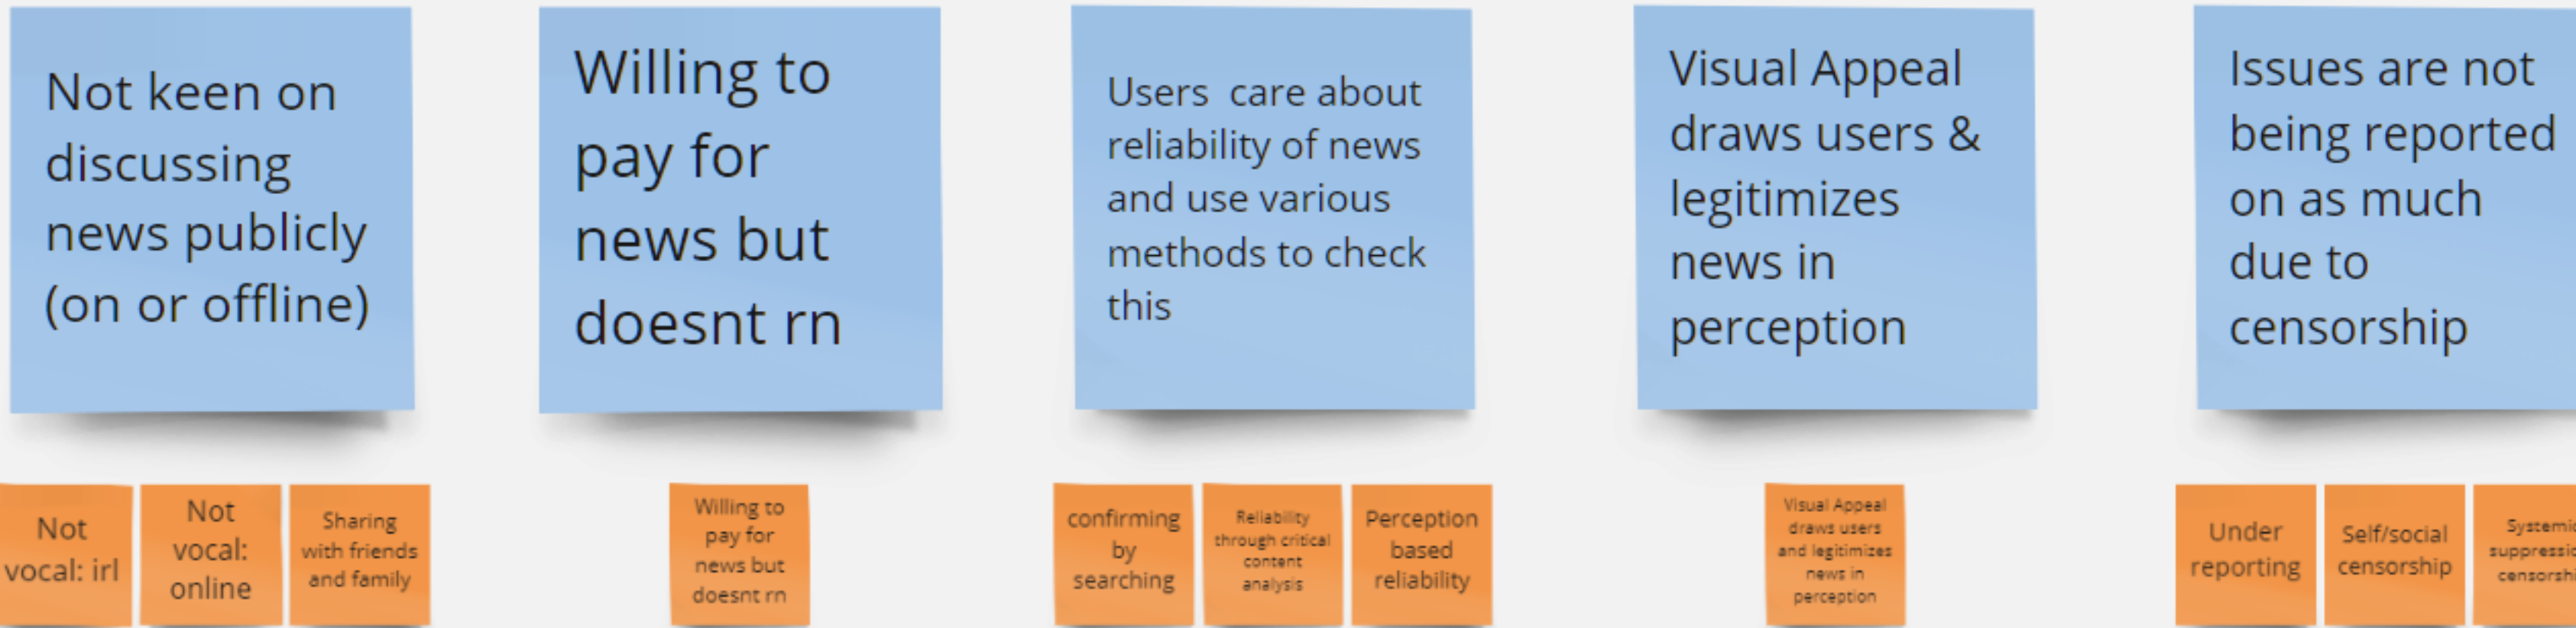 Not keen on
discussing
news publicly
(on or offline)
Willing to
pay for
news but
doesnt rn
Users  care about
reliability of news
and use various
methods to check
this
Visual Appeal
draws users &
legitimizes
news in
perception
Issues are not
being reported
on as much
due to
censorship
Not
vocal: irl
Not
vocal:
online
Sharing
with friends
and family
Willing to
pay for
news but
doesnt rn
confirming
by
searching
Reliability
through critical
content
analysis
Perception
based
reliability
Visual Appeal
draws users
and legitimizes
news in
perception
Under
reporting
Self/social
censorship